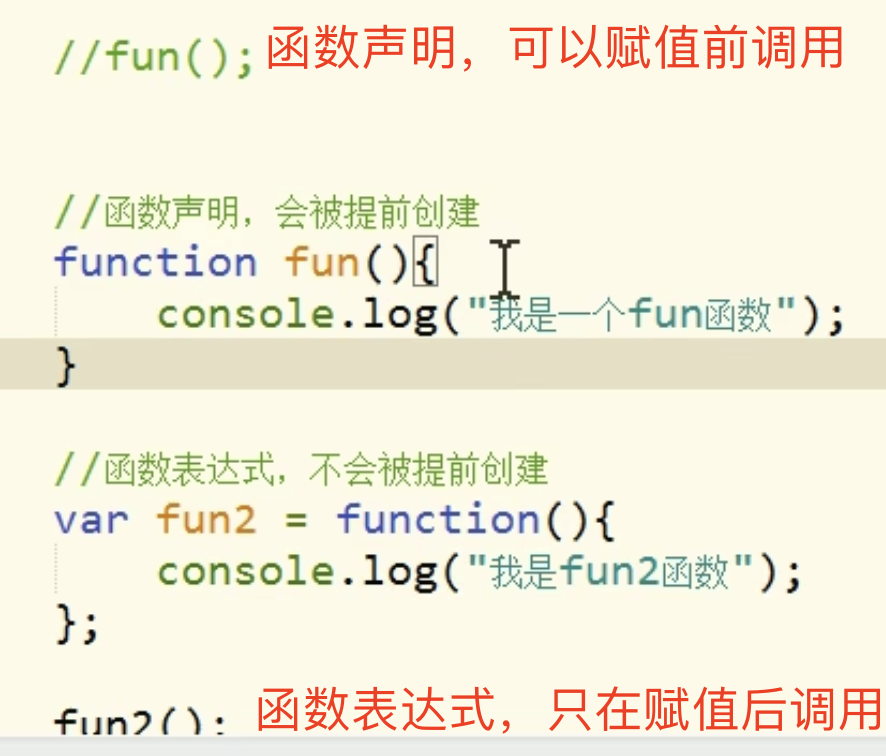 //fun(); 函数声明，可以赋值前调用
//函数声明，会被提前创建
function fun(){
console.log("我是一个fun函数");
}
//函数表达式，不会被提前创建
var fun2 = function(){
console.log("我是fun2函数");
};
fun2(); 函数表达式，只在赋值后调用